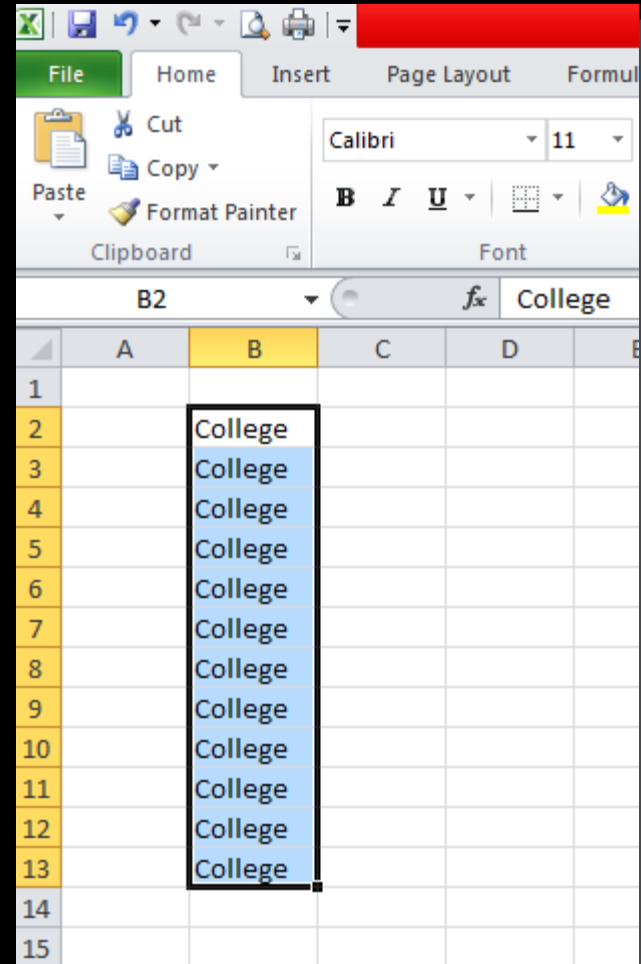 File Home Insert Page Layout Formul
Cut
Copy
Paste
Format Painter
Clipboard
Calibri 11
B I U
Font
B2 fx College
A B C D E
1
2 College
3 College
4 College
5 College
6 College
7 College
8 College
9 College
10 College
11 College
12 College
13 College
14
15